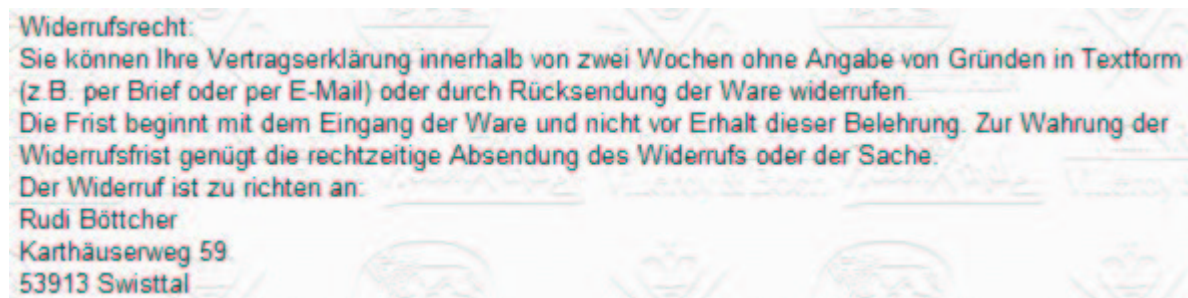 Widerrufsrecht:
Sie können Ihre Vertragserklärung innerhalb von zwei Wochen ohne Angabe von Gründen in Textform
(z.B. per Brief oder per E-Mail) oder durch Rücksendung der Ware widerrufen.
Die Frist beginnt mit dem Eingang der Ware und nicht vor Erhalt dieser Belehrung. Zur Wahrung der
Widerrufsfrist genügt die rechtzeitige Absendung des Widerrufs oder der Sache.
Der Widerruf ist zu richten an:
Rudi Böttcher
Karthäuserweg 59
53913 Swisttal